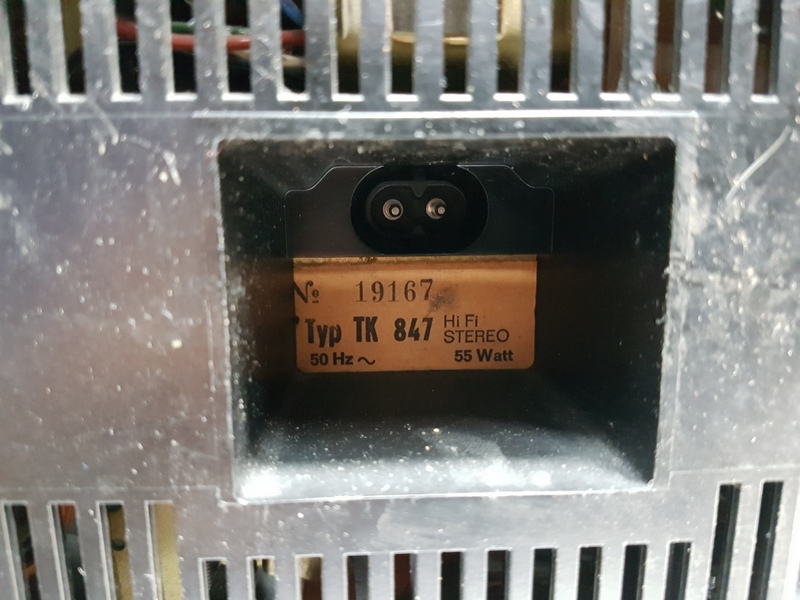 № 19167
Typ TK 847 Hi Fi
STEREO
50 Hz ~ 55 Watt